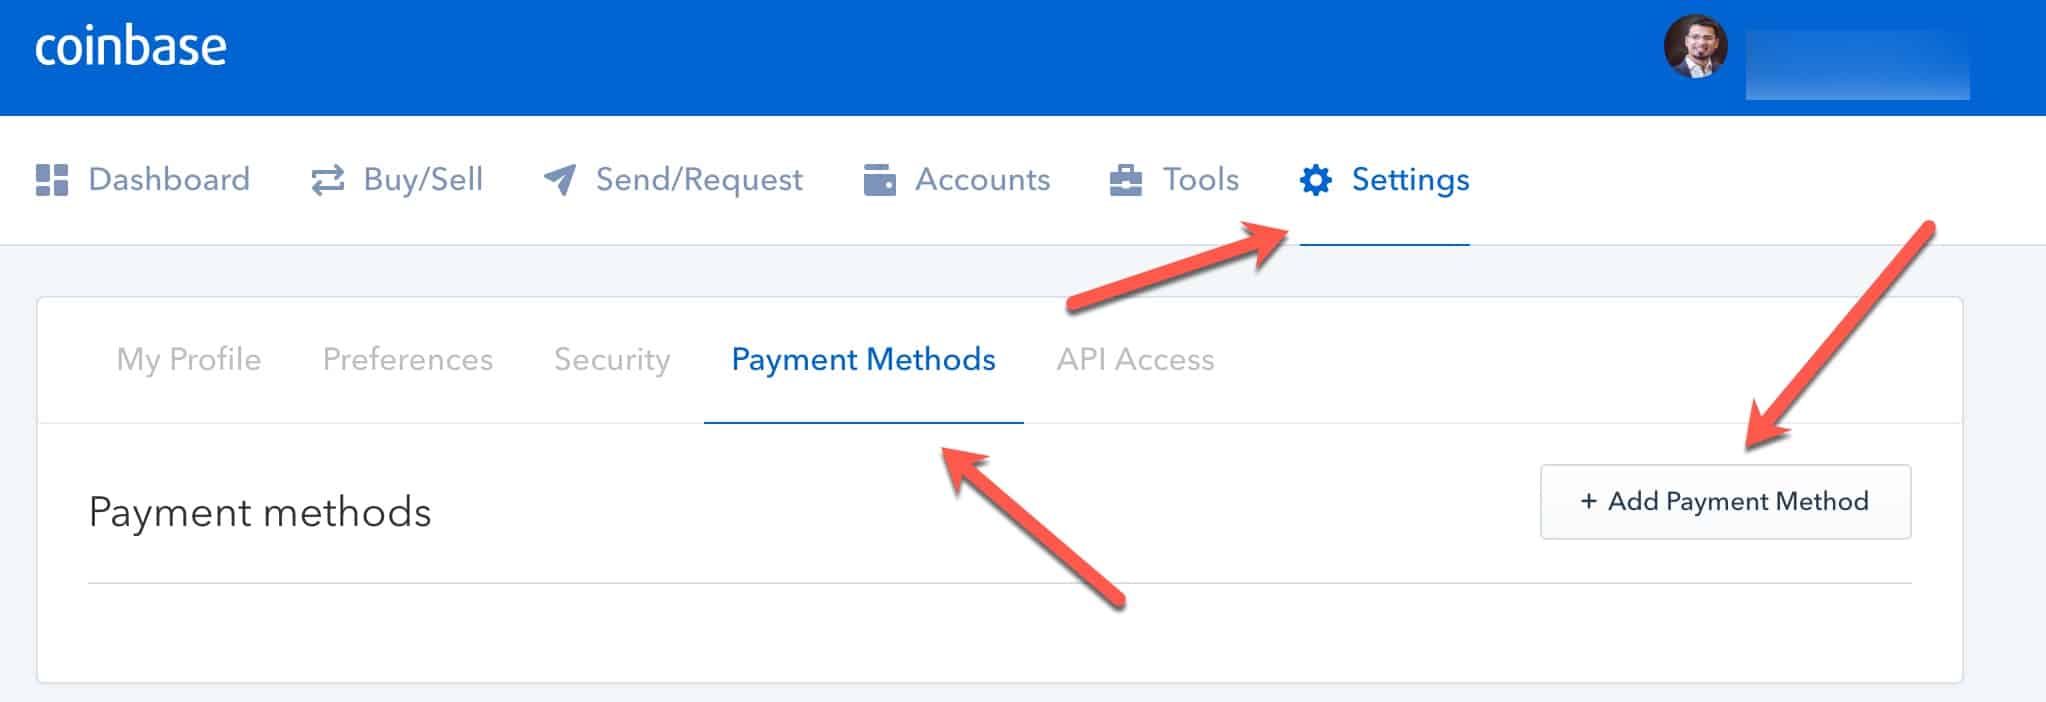 coinbase
Dashboard Buy/Sell Send/Request Accounts Tools Settings
My Profile Preferences Security Payment Methods API Access
Payment methods
+ Add Payment Method